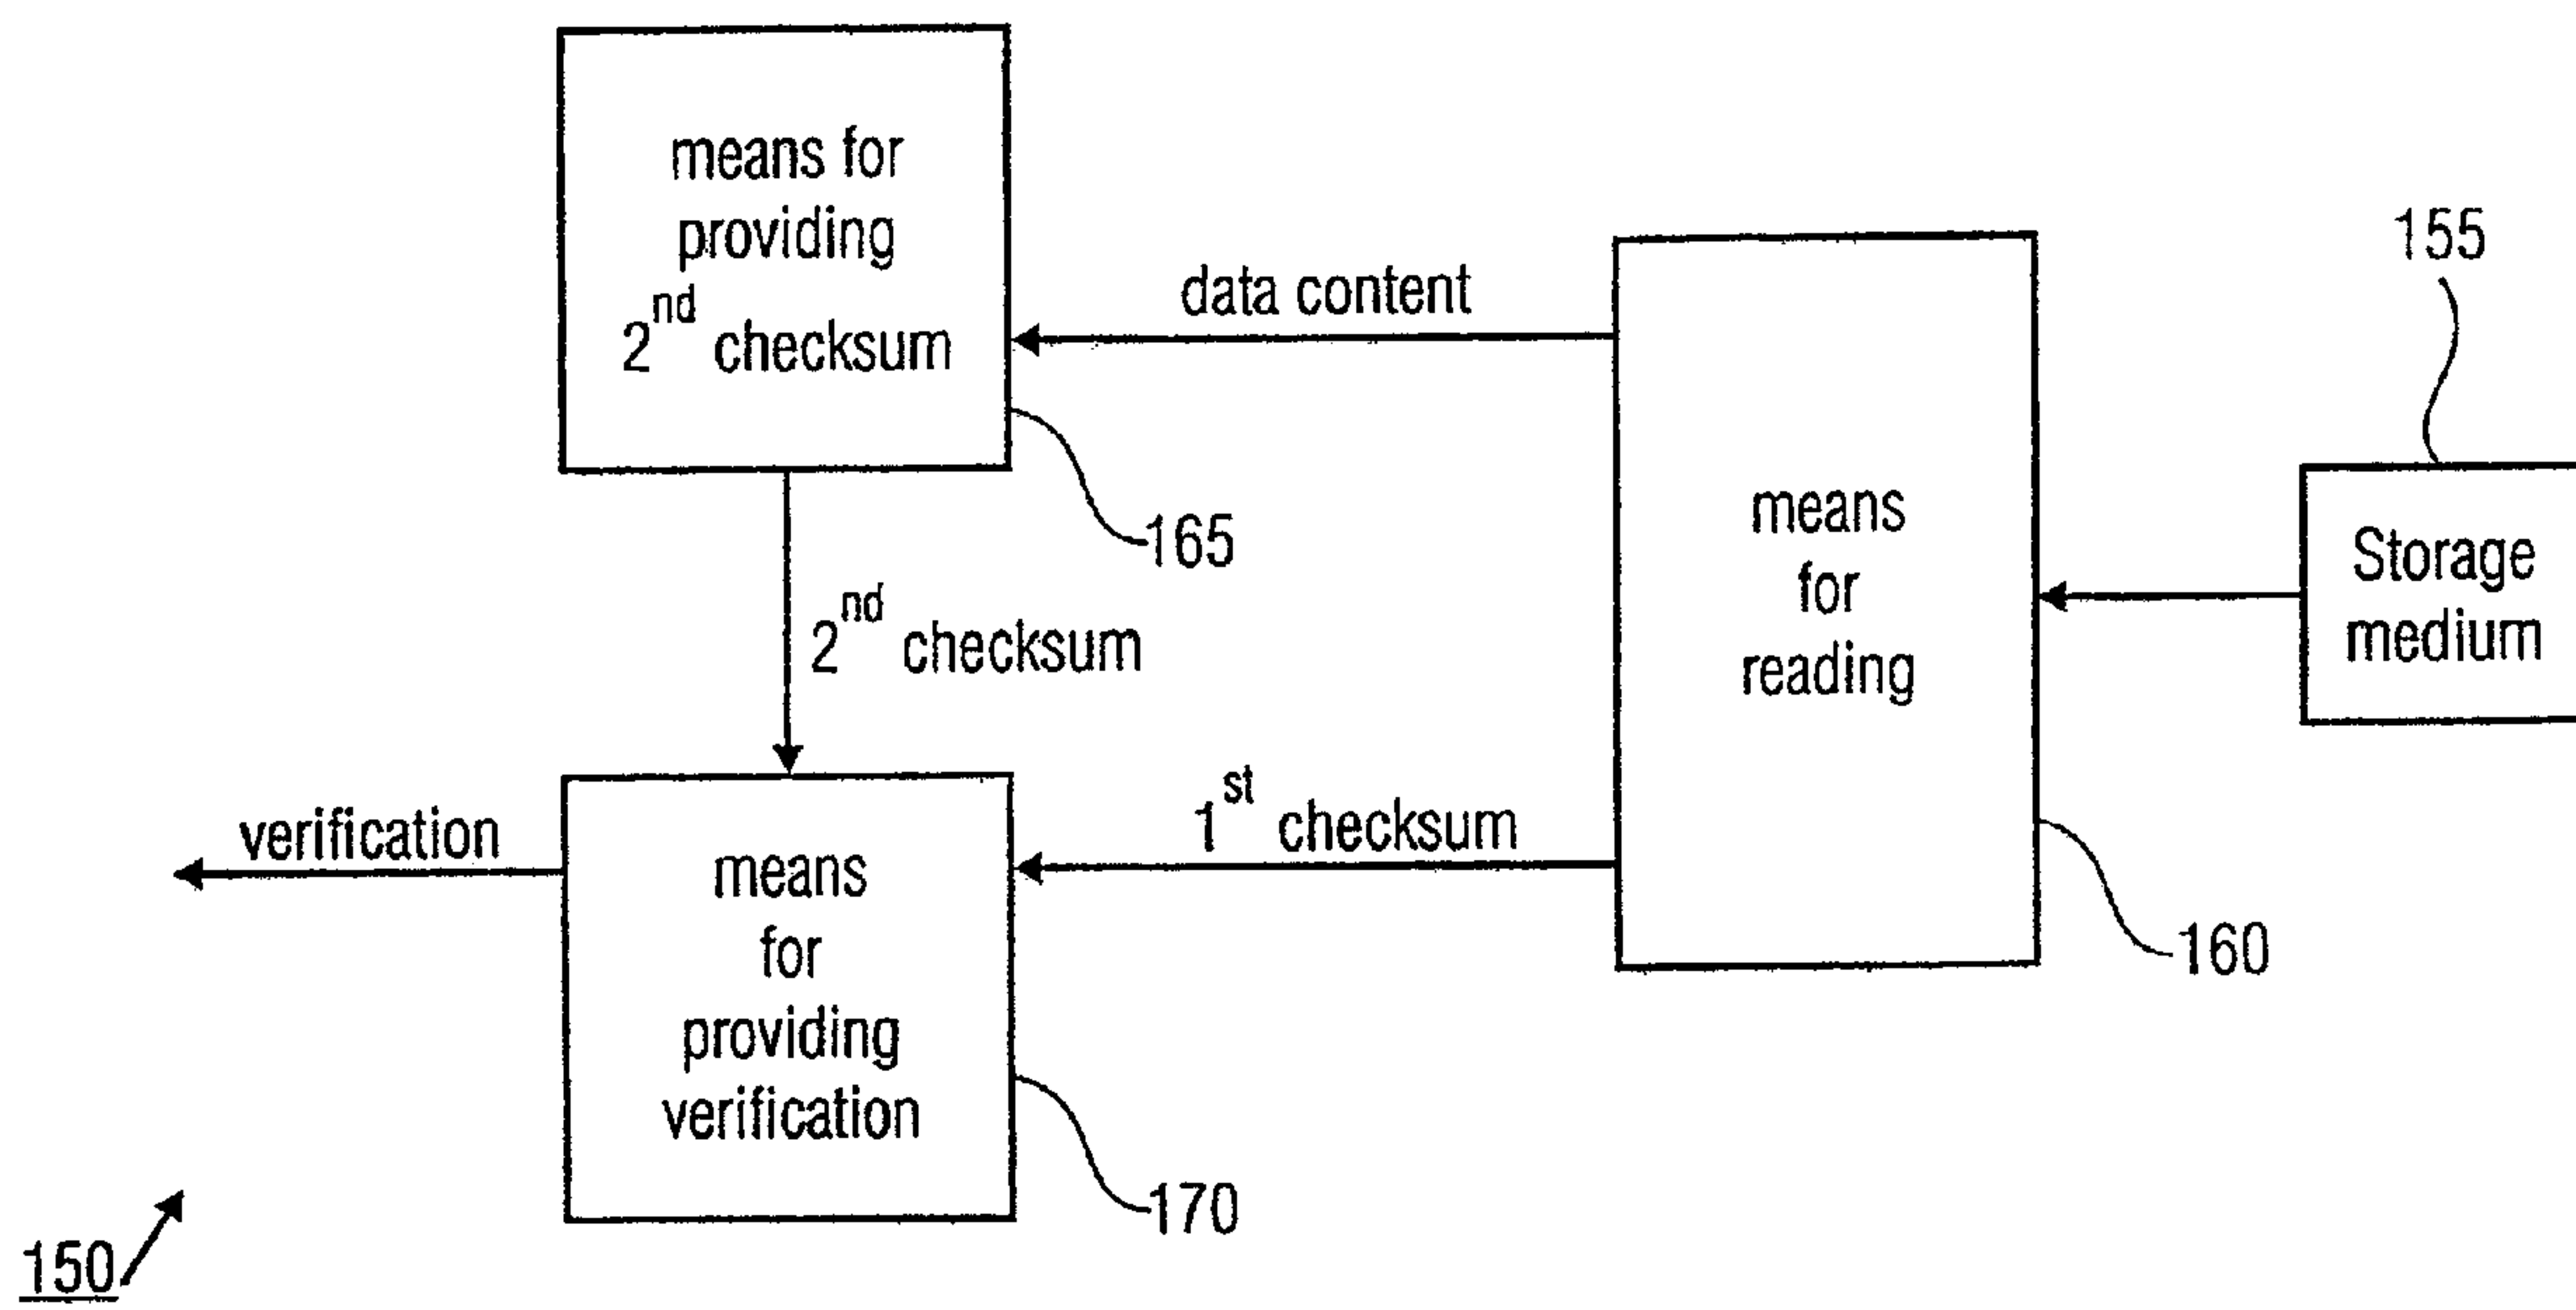 means for
providing
2nd checksum
data content
155
means
for
reading
Storage
medium
165
2nd checksum
verification
1st checksum
means
for
providing
verification
160
170
150